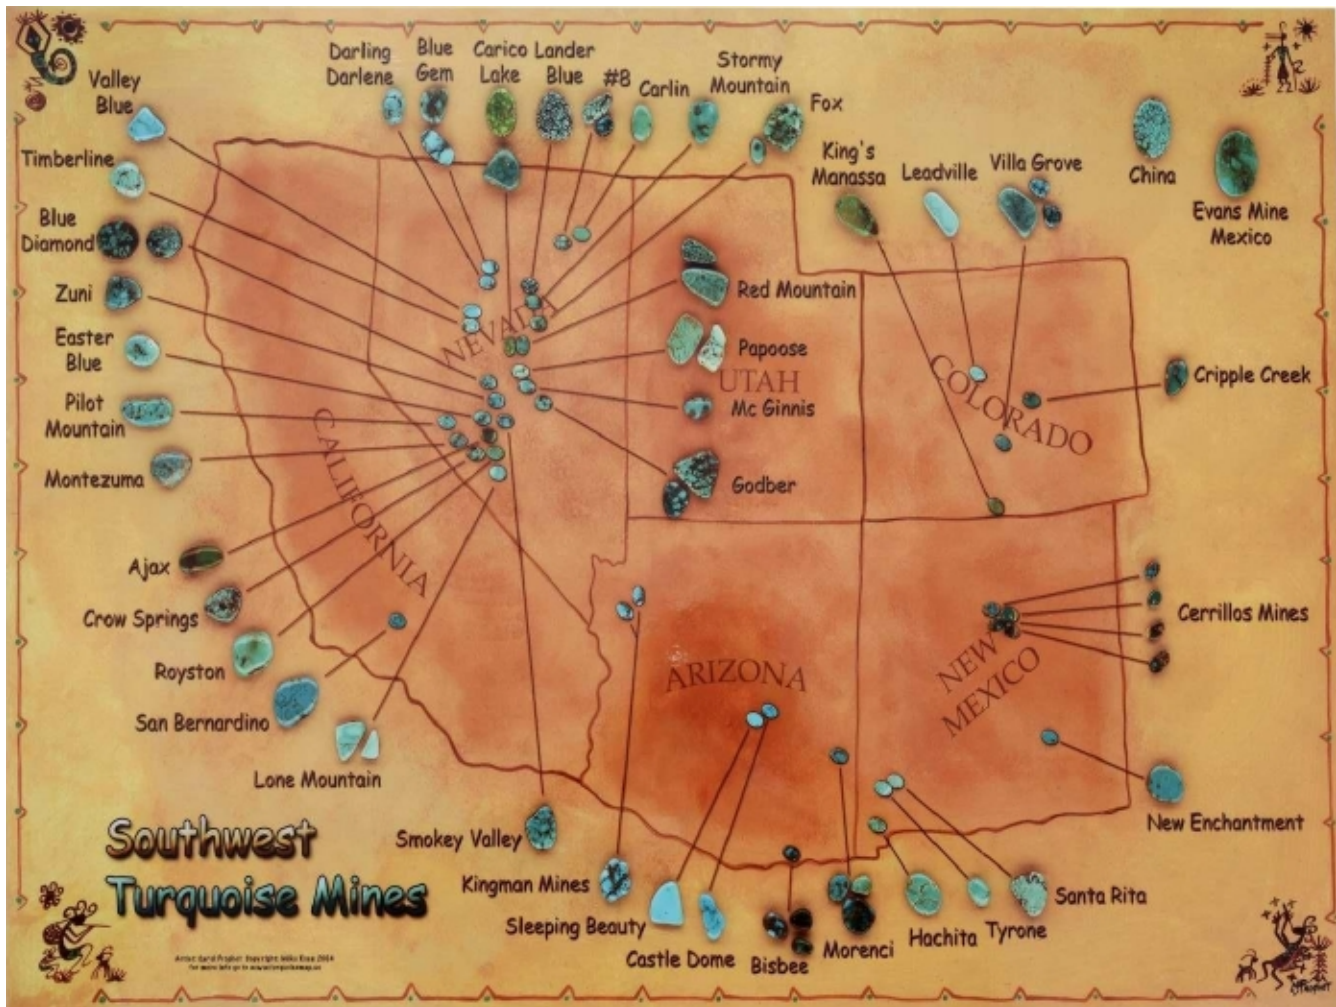 Darling
Darlene
Blue
Gem
Carico
Lake
Lander
Blue
#8
Carlin
Stormy
Mountain
Fox
Valley
Blue
Timberline
Blue
Diamond
Zuni
Easter
Blue
Pilot
Mountain
Montezuma
Ajax
Crow Springs
Royston
San Bernardino
Lone Mountain
King's
Manassa
Leadville
Villa Grove
China
Evans Mine
Mexico
Red Mountain
Papoose
Mc Ginnis
Godber
Cripple Creek
Cerrillos Mines
New Enchantment
NEVADA
UTAH
COLORADO
CALIFORNIA
ARIZONA
NEW
MEXICO
Smokey Valley
Kingman Mines
Sleeping Beauty
Castle Dome
Bisbee
Morenci
Hachita
Tyrone
Santa Rita
Southwest
Turquoise Mines